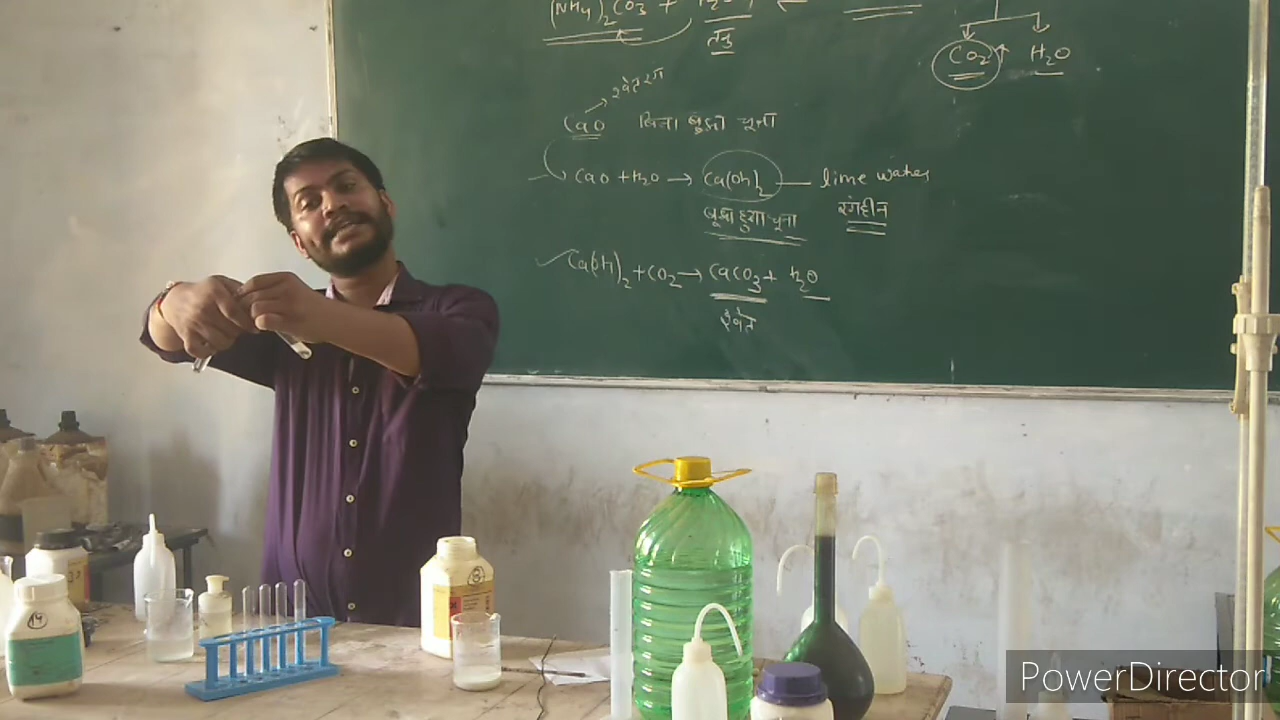 (NH4)2CO3 +
तनु
CO2↑ H2O
श्वेत रंग
CaO बिना बुझा चूना
CaO + H2O → Ca(OH)2 — lime water
बुझा हुआ चूना रंगहीन
Ca(OH)2 + CO2 → CaCO3 + H2O
श्वेत
14
PowerDirector